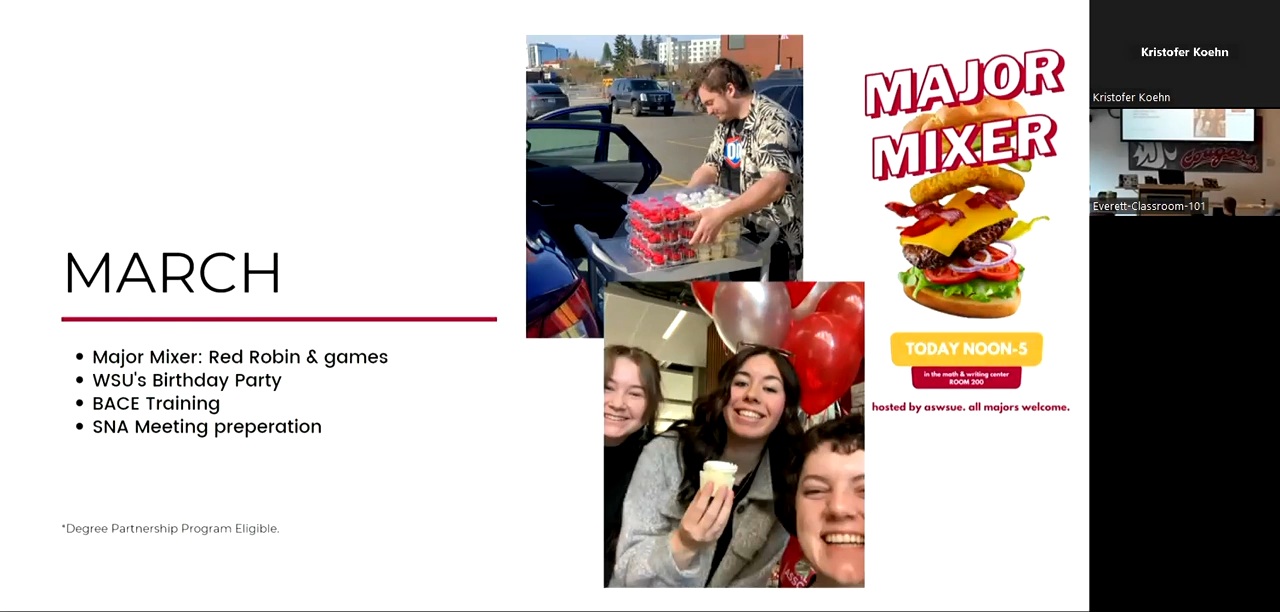 MARCH
Major Mixer: Red Robin & games
WSU's Birthday Party
BACE Training
SNA Meeting preperation
*Degree Partnership Program Eligible.
MAJOR
MIXER
TODAY NOON-5
in the math & writing center
ROOM 200
hosted by aswsue. all majors welcome.
ASSOC
Kristofer Koehn
Kristofer Koehn
Cougars
Everett-Classroom-101